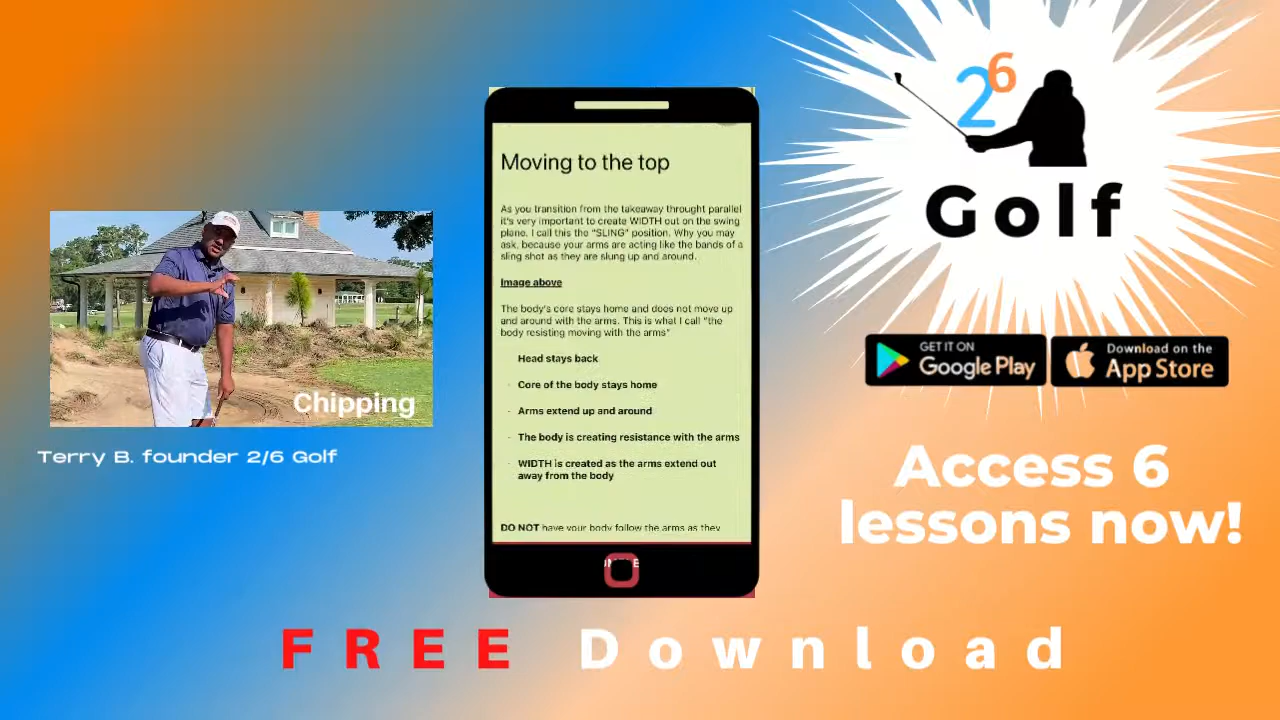 Chipping
Terry B. founder 2/6 Golf
Moving to the top
As you transition from the takeaway throught parallel
it's very important to create WIDTH out on the swing
plane. I call this the "SLING" position. Why you may
ask, because your arms are acting like the bands of a
sling shot as they are slung up and around.
Image above
The body's core stays home and does not move up
and around with the arms. This is what I call "the
body resisting moving with the arms"
· Head stays back
· Core of the body stays home
· Arms extend up and around
· The body is creating resistance with the arms
· WIDTH is created as the arms extend out
away from the body
DO NOT have your body follow the arms as they
26
Golf
GET IT ON
Google Play
Download on the
App Store
Access 6
lessons now!
FREE Download